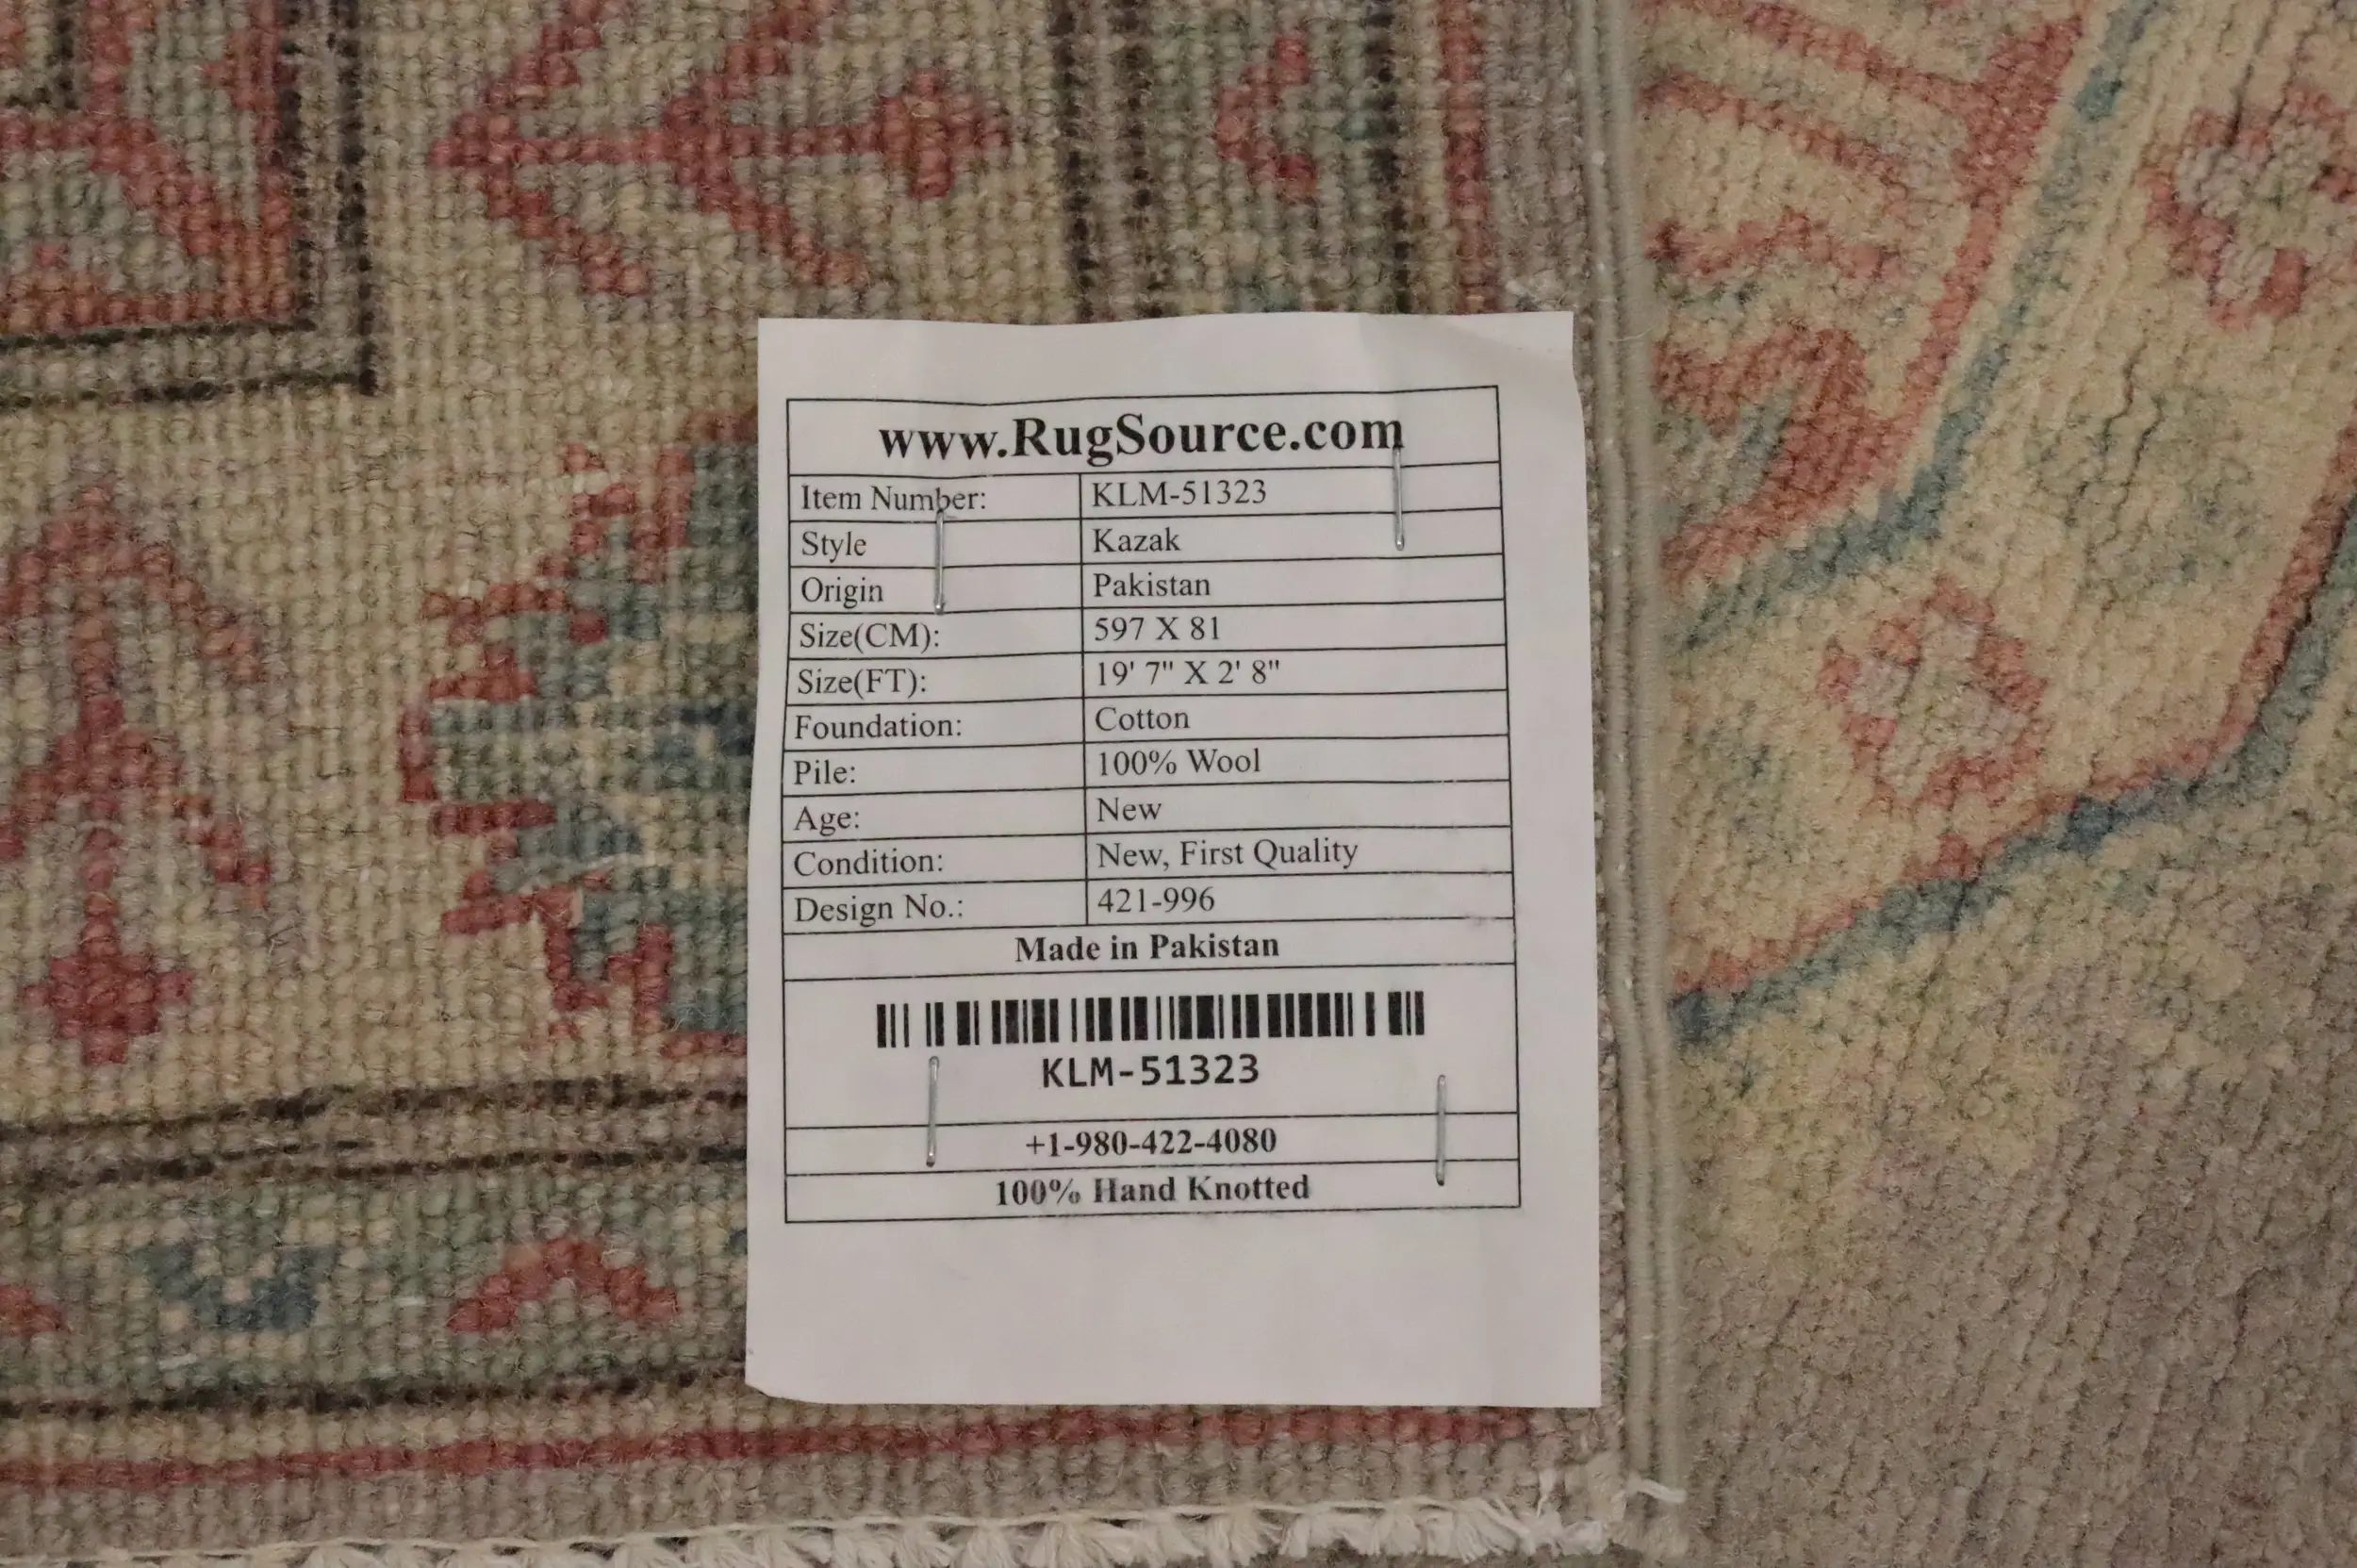 www.RugSource.com
Item Number: KLM-51323
Style Kazak
Origin Pakistan
Size(CM): 597 X 81
Size(FT): 19' 7" X 2' 8"
Foundation: Cotton
Pile: 100% Wool
Age: New
Condition: New, First Quality
Design No.: 421-996
Made in Pakistan
KLM-51323
+1-980-422-4080
100% Hand Knotted